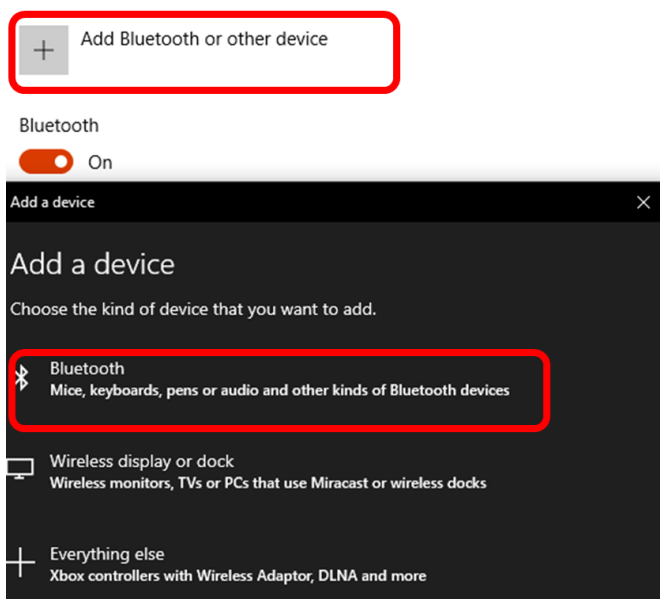 Add Bluetooth or other device
Bluetooth
On
Add a device
Add a device
Choose the kind of device that you want to add.
Bluetooth
Mice, keyboards, pens or audio and other kinds of Bluetooth devices
Wireless display or dock
Wireless monitors, TVs or PCs that use Miracast or wireless docks
Everything else
Xbox controllers with Wireless Adaptor, DLNA and more